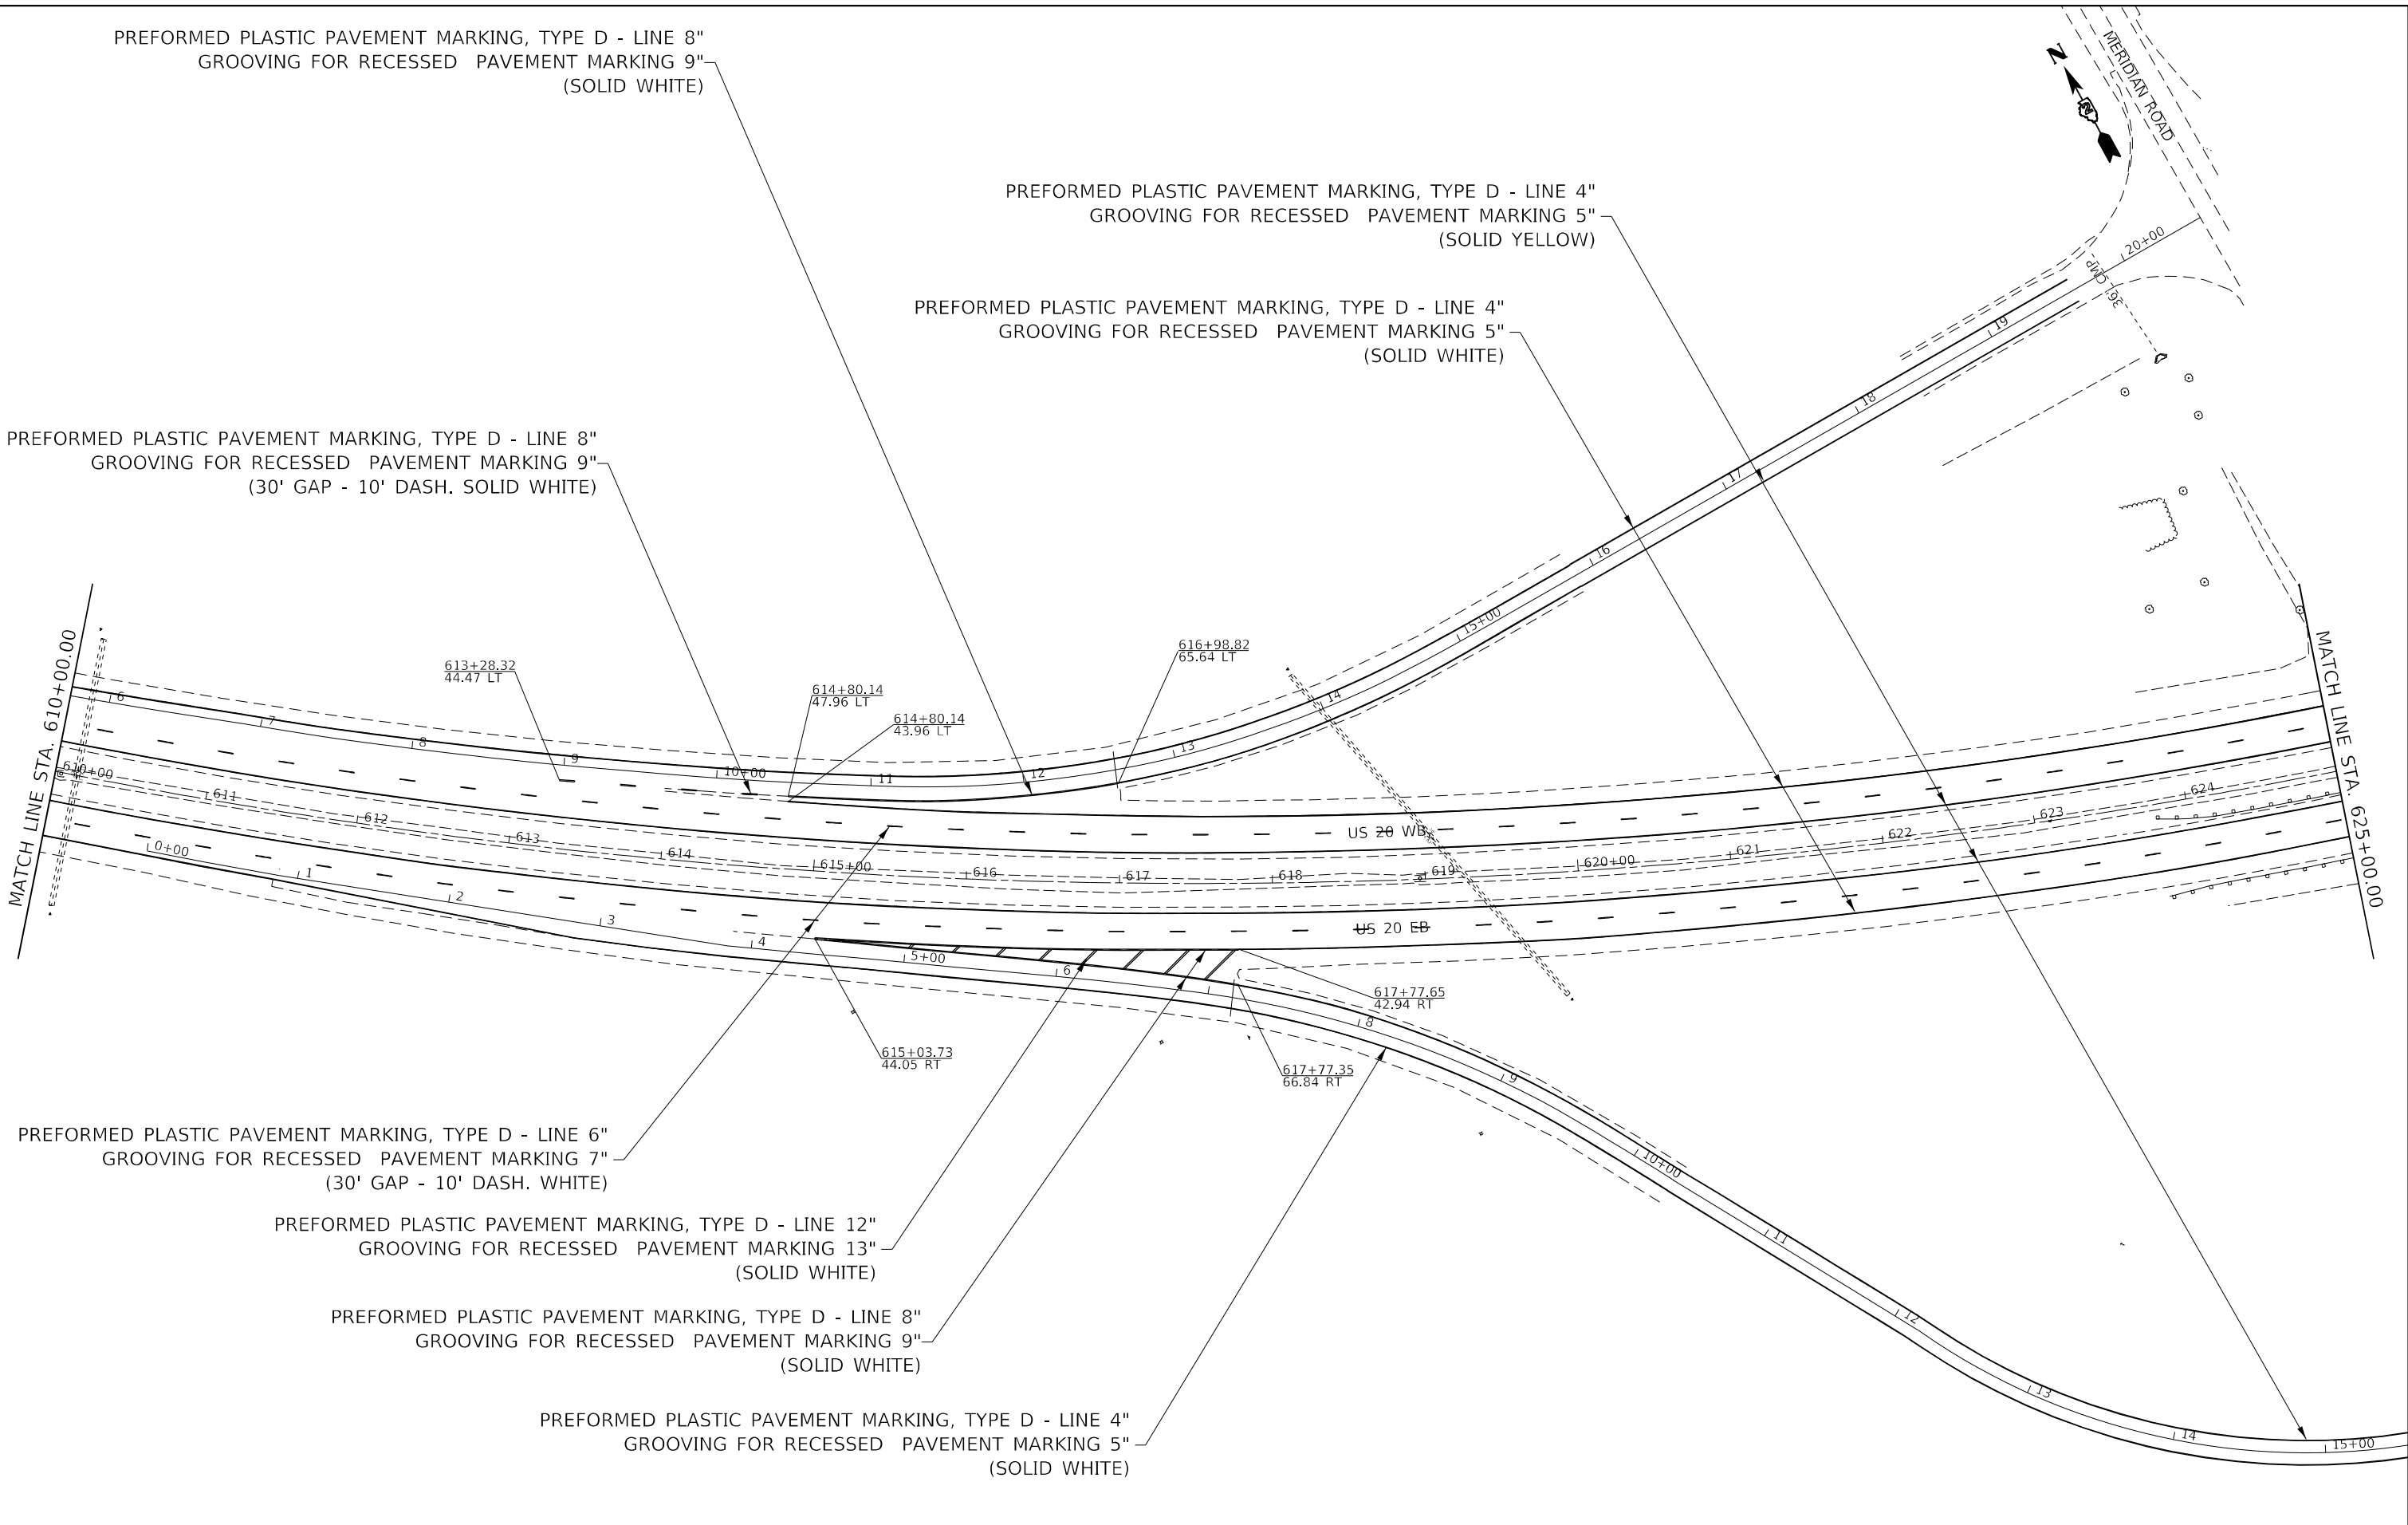 PREFORMED PLASTIC PAVEMENT MARKING, TYPE D - LINE 8"
GROOVING FOR RECESSED PAVEMENT MARKING 9"
(SOLID WHITE)
N
MERIDIAN ROAD
PREFORMED PLASTIC PAVEMENT MARKING, TYPE D - LINE 4"
GROOVING FOR RECESSED PAVEMENT MARKING 5"
(SOLID YELLOW)
PREFORMED PLASTIC PAVEMENT MARKING, TYPE D - LINE 4"
GROOVING FOR RECESSED PAVEMENT MARKING 5"
(SOLID WHITE)
PREFORMED PLASTIC PAVEMENT MARKING, TYPE D - LINE 8"
GROOVING FOR RECESSED PAVEMENT MARKING 9"
(30' GAP - 10' DASH. SOLID WHITE)
20+00
36" CMP
19
18
17
16
15+00
14
13
12
11
10+00
9
8
7
6
MATCH LINE STA. 610+00.00
MATCH LINE STA. 625+00.00
613+28.32
44.47 LT
614+80.14
47.96 LT
614+80.14
43.96 LT
616+98.82
65.64 LT
610+00
611
612
613
614
615+00
616
617
618
619
620+00
621
622
623
624
US 20 WB
US 20 EB
0+00
1
2
3
4
5+00
6
8
9
10+00
11
12
13
14
15+00
617+77.65
42.94 RT
615+03.73
44.05 RT
617+77.35
66.84 RT
PREFORMED PLASTIC PAVEMENT MARKING, TYPE D - LINE 6"
GROOVING FOR RECESSED PAVEMENT MARKING 7"
(30' GAP - 10' DASH. WHITE)
PREFORMED PLASTIC PAVEMENT MARKING, TYPE D - LINE 12"
GROOVING FOR RECESSED PAVEMENT MARKING 13"
(SOLID WHITE)
PREFORMED PLASTIC PAVEMENT MARKING, TYPE D - LINE 8"
GROOVING FOR RECESSED PAVEMENT MARKING 9"
(SOLID WHITE)
PREFORMED PLASTIC PAVEMENT MARKING, TYPE D - LINE 4"
GROOVING FOR RECESSED PAVEMENT MARKING 5"
(SOLID WHITE)